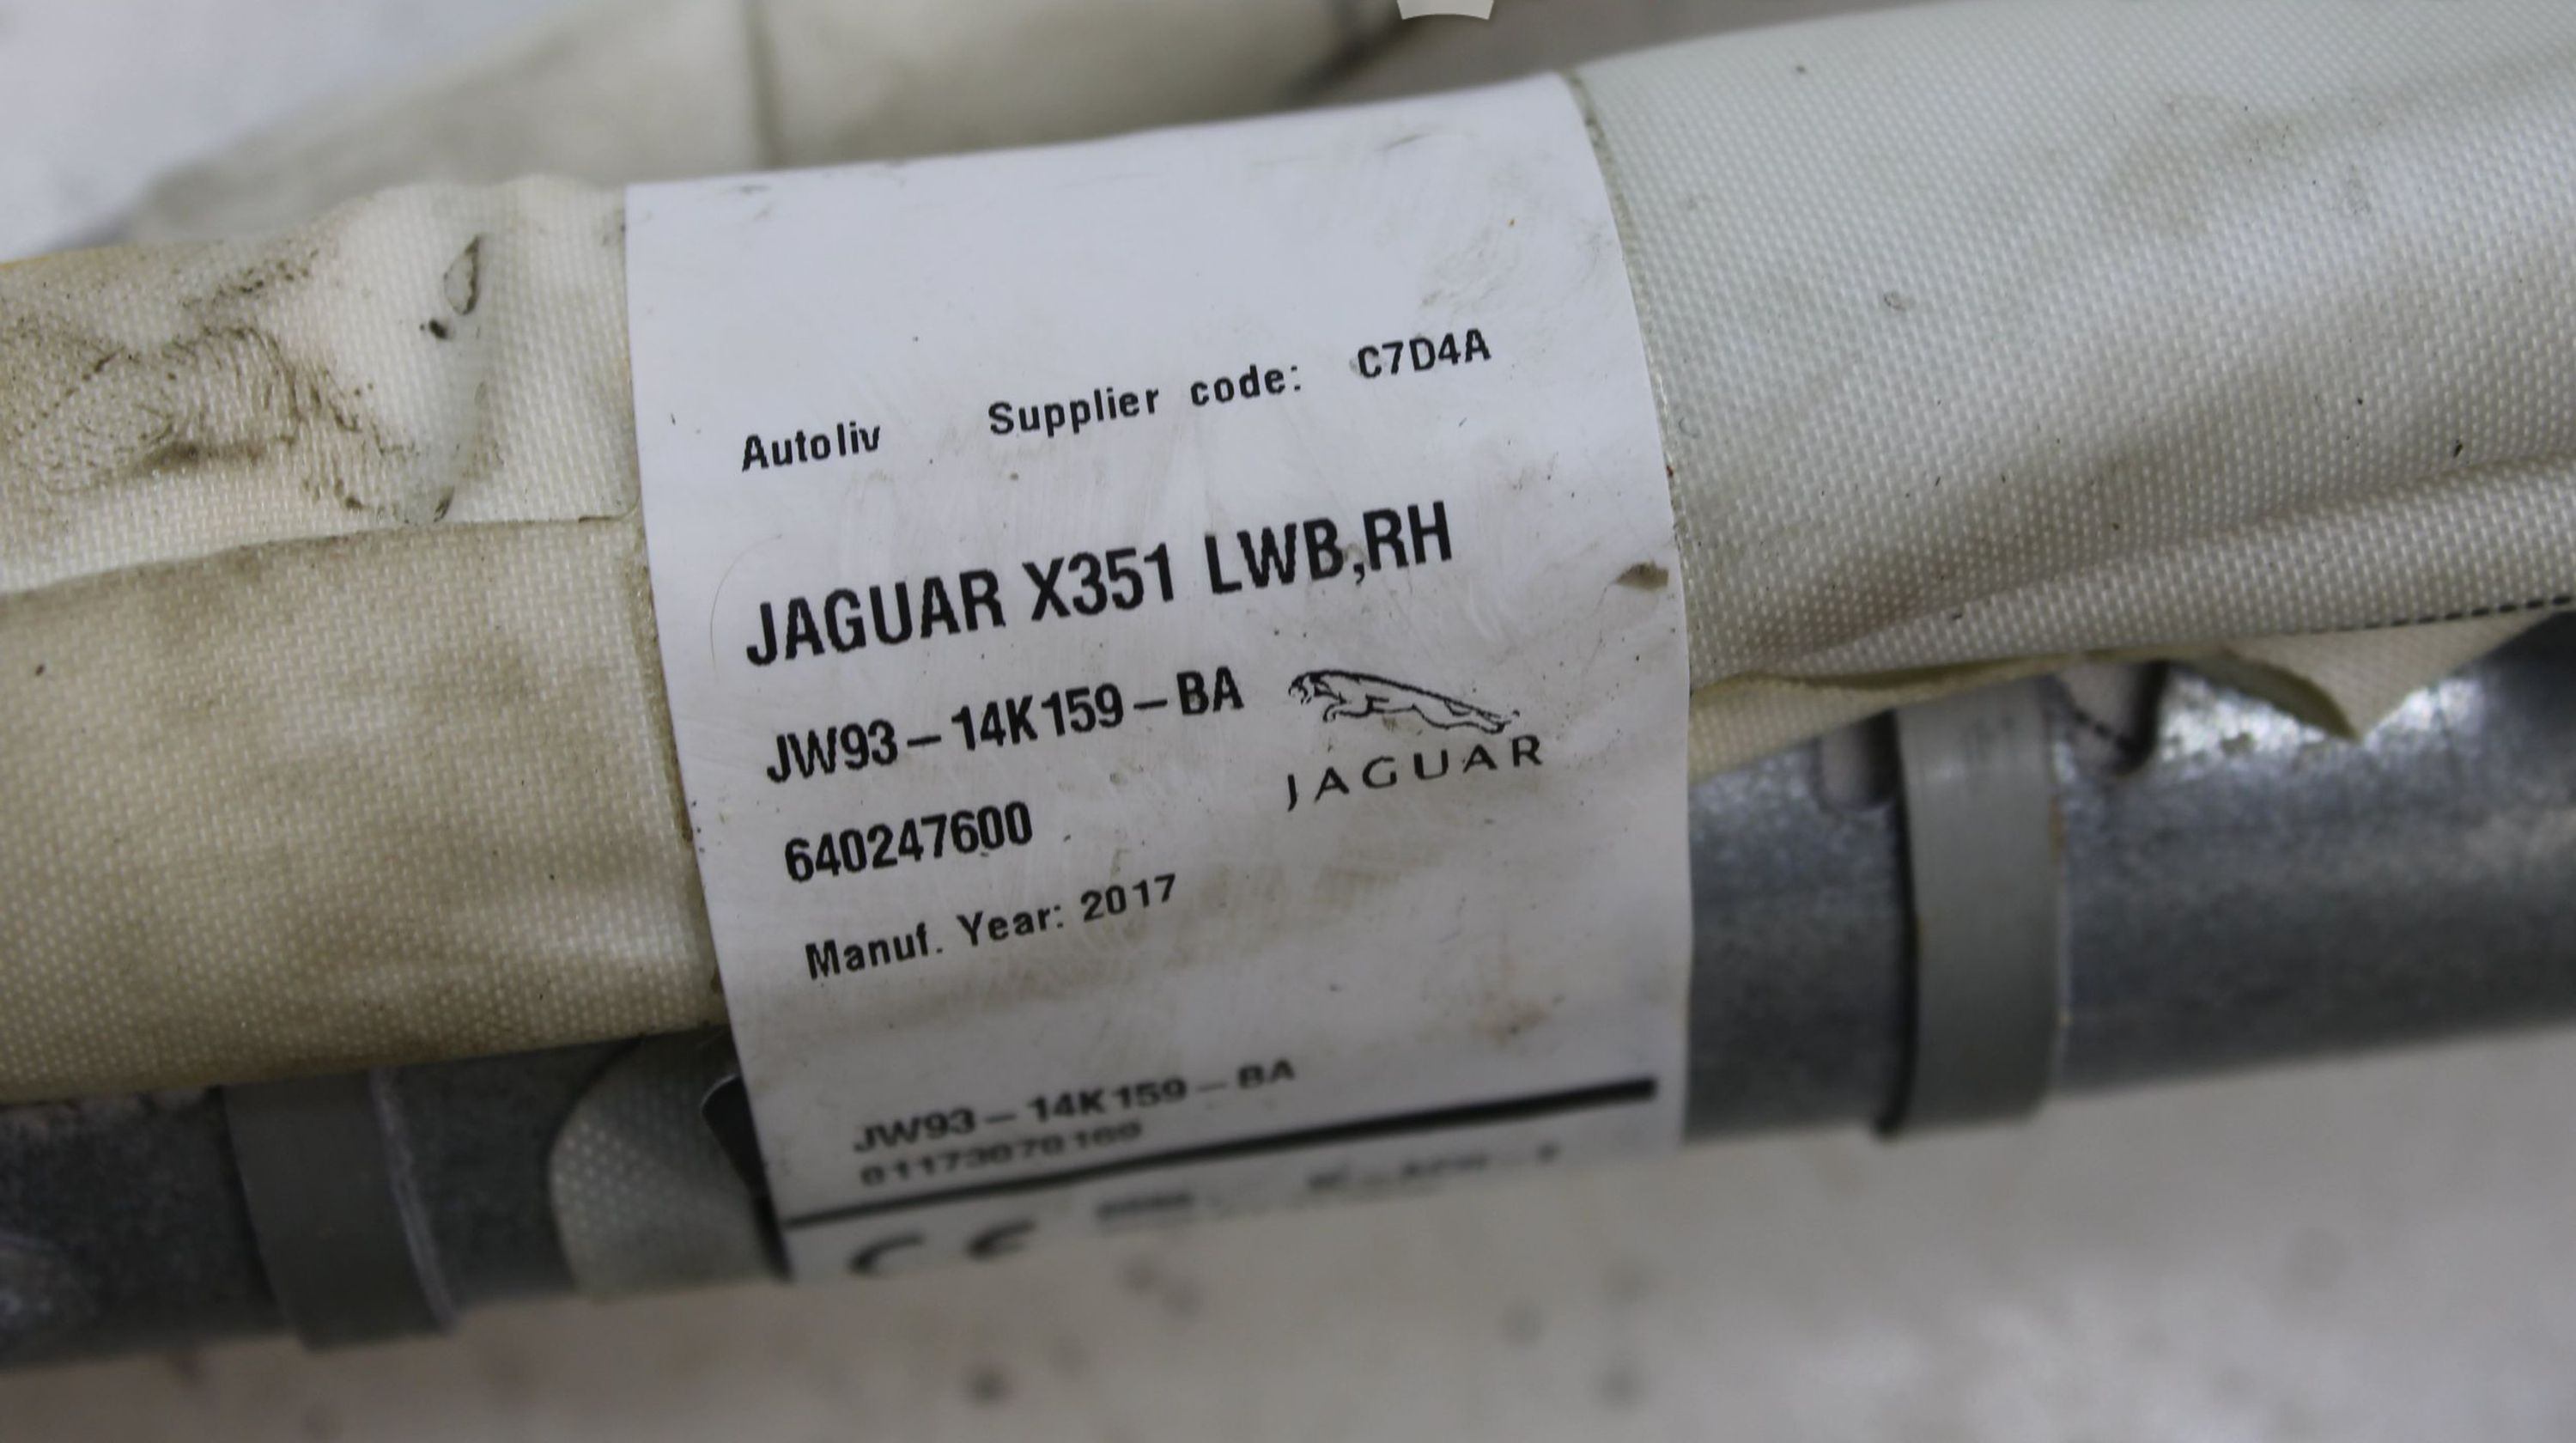 Autoliv Supplier code: C7D4A
JAGUAR X351 LWB,RH
JW93-14K159-BA
JAGUAR
640247600
Manuf. Year: 2017
JW93-14K159-BA